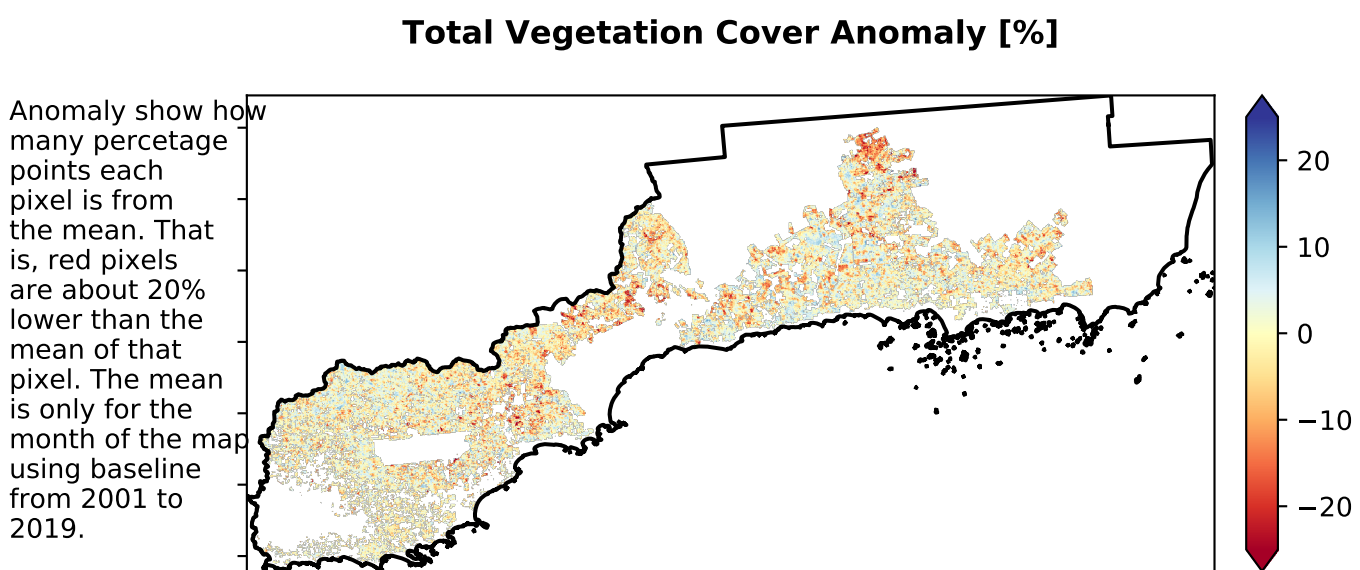 Total Vegetation Cover Anomaly [%]
Anomaly show how
many percetage
points each
pixel is from
the mean. That
is, red pixels
are about 20%
lower than the
mean of that
pixel. The mean
is only for the
month of the map
using baseline
from 2001 to
2019.
20
10
0
−10
−20